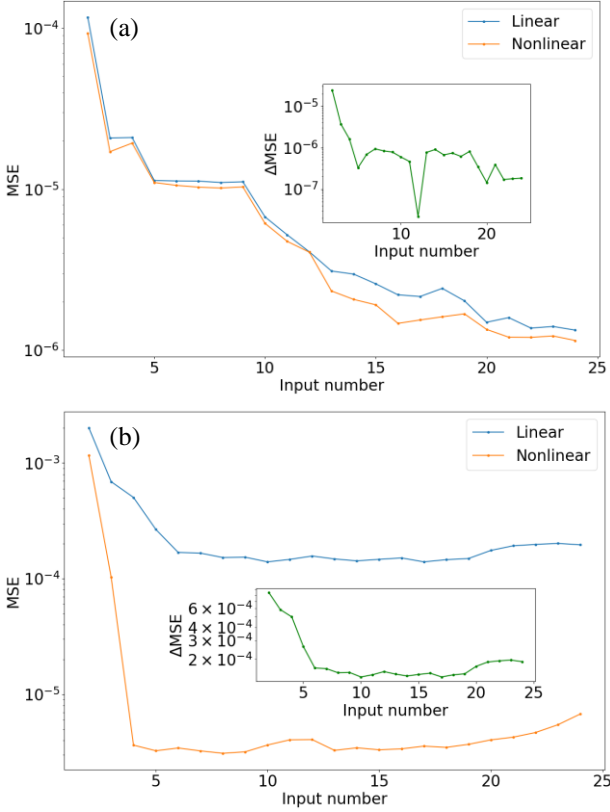 (a)
Linear
Nonlinear
MSE
10⁻⁴
10⁻⁵
10⁻⁶
5
10
15
20
25
Input number
ΔMSE
10⁻⁵
10⁻⁶
10⁻⁷
10
20
Input number
(b)
Linear
Nonlinear
MSE
10⁻³
10⁻⁴
10⁻⁵
5
10
15
20
25
Input number
ΔMSE
6 × 10⁻⁴
4 × 10⁻⁴
3 × 10⁻⁴
2 × 10⁻⁴
5
10
15
20
25
Input number